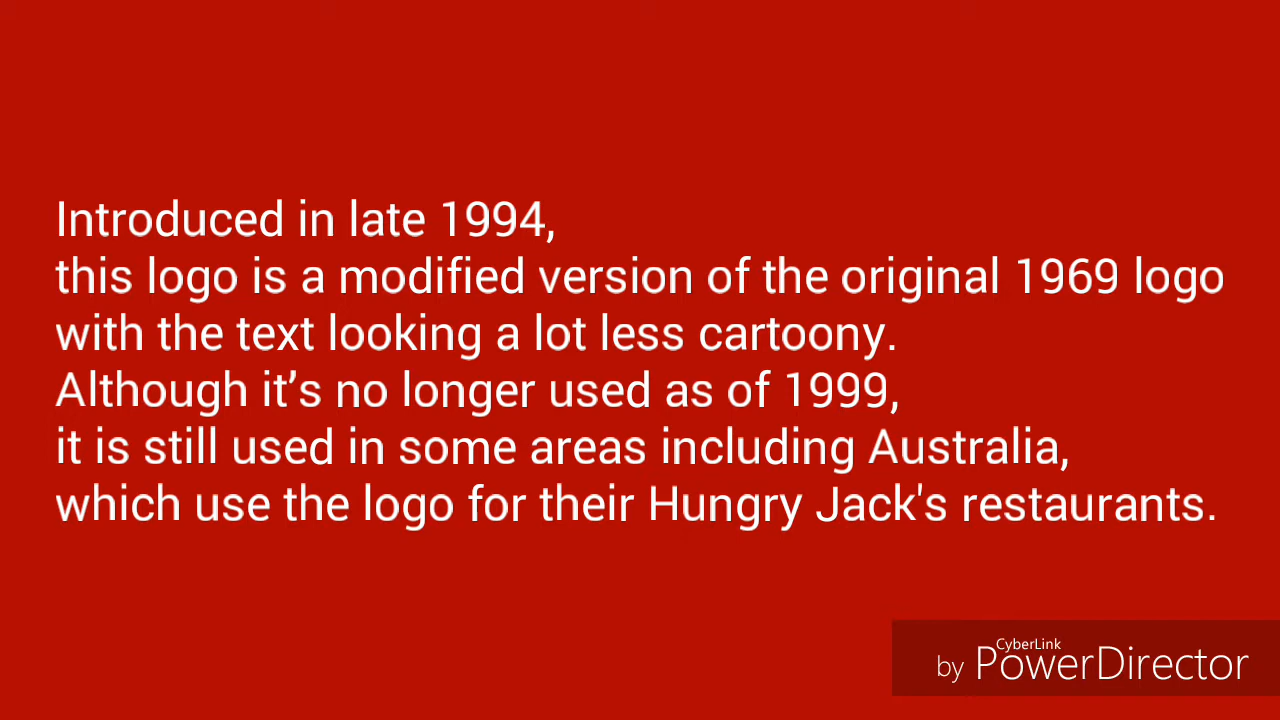 Introduced in late 1994,
this logo is a modified version of the original 1969 logo
with the text looking a lot less cartoony.
Although it's no longer used as of 1999,
it is still used in some areas including Australia,
which use the logo for their Hungry Jack's restaurants.
CyberLink
by PowerDirector